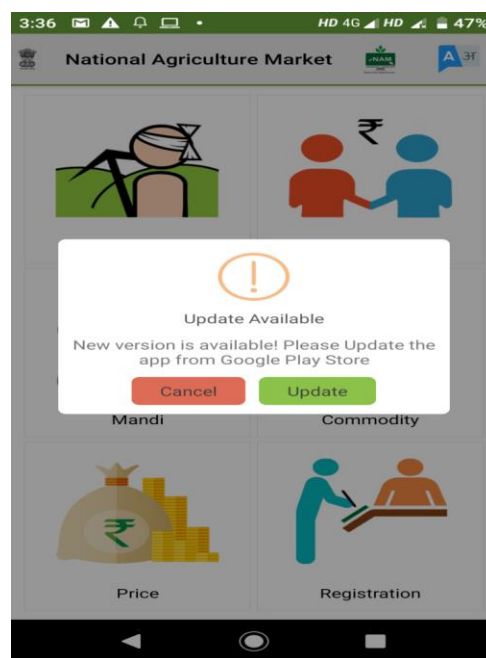 3:36 HD 4G HD 47%
National Agriculture Market eNAM A अ
₹
Update Available
New version is available! Please Update the
app from Google Play Store
Cancel Update
Mandi Commodity
₹
Price Registration